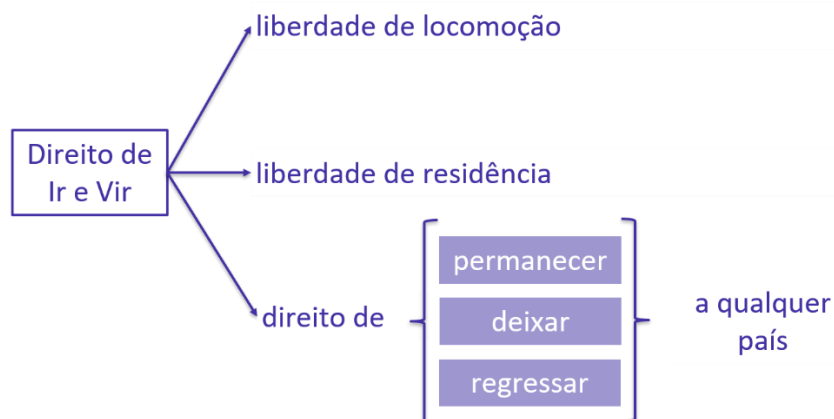 liberdade de locomoção
Direito de
Ir e Vir
liberdade de residência
direito de
permanecer
deixar
regressar
a qualquer
país